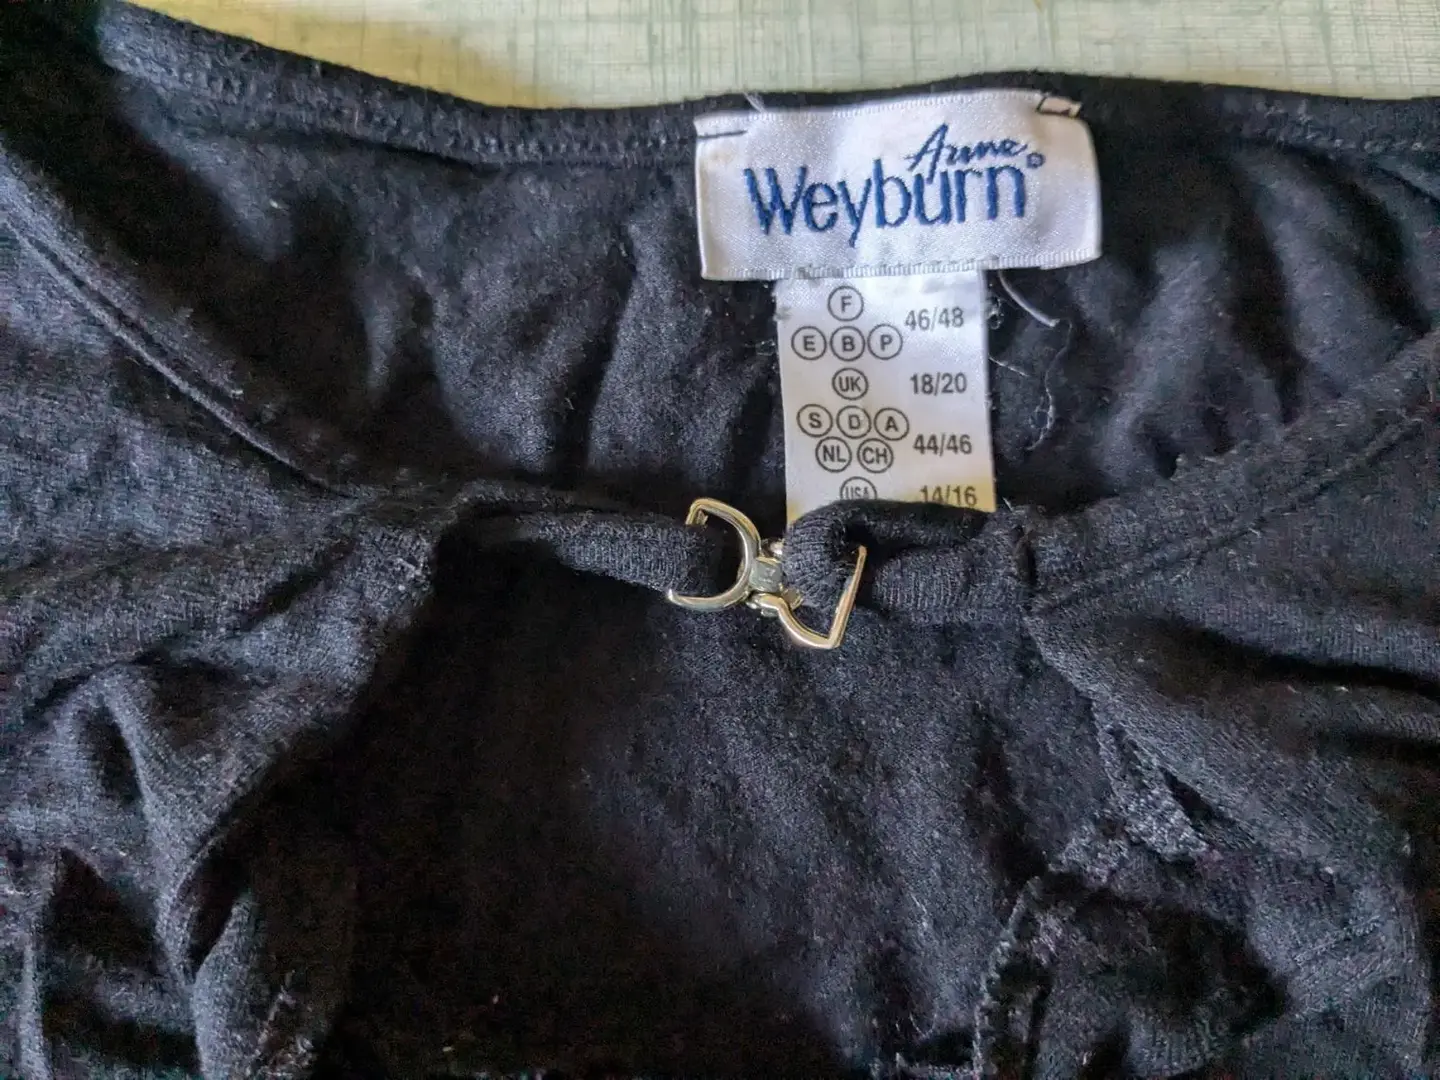 Anne
Weyburn
F
E B P 46/48
UK 18/20
S D A
NL CH 44/46
USA 14/16